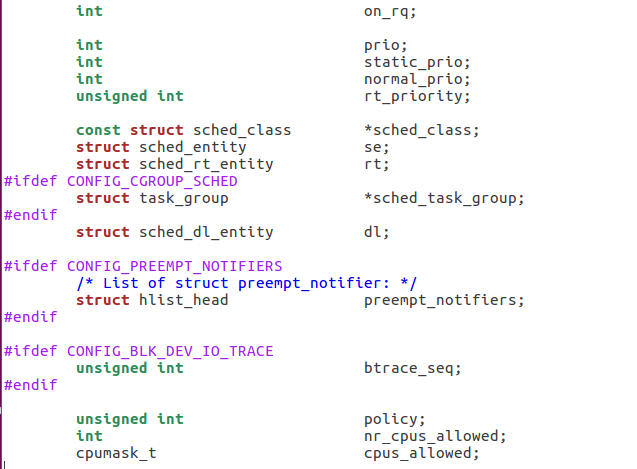 int on_rq;
int prio;
int static_prio;
int normal_prio;
unsigned int rt_priority;
const struct sched_class *sched_class;
struct sched_entity se;
struct sched_rt_entity rt;
#ifdef CONFIG_CGROUP_SCHED
struct task_group *sched_task_group;
#endif
struct sched_dl_entity dl;
#ifdef CONFIG_PREEMPT_NOTIFIERS
/* List of struct preempt_notifier: */
struct hlist_head preempt_notifiers;
#endif
#ifdef CONFIG_BLK_DEV_IO_TRACE
unsigned int btrace_seq;
#endif
unsigned int policy;
int nr_cpus_allowed;
cpumask_t cpus_allowed;